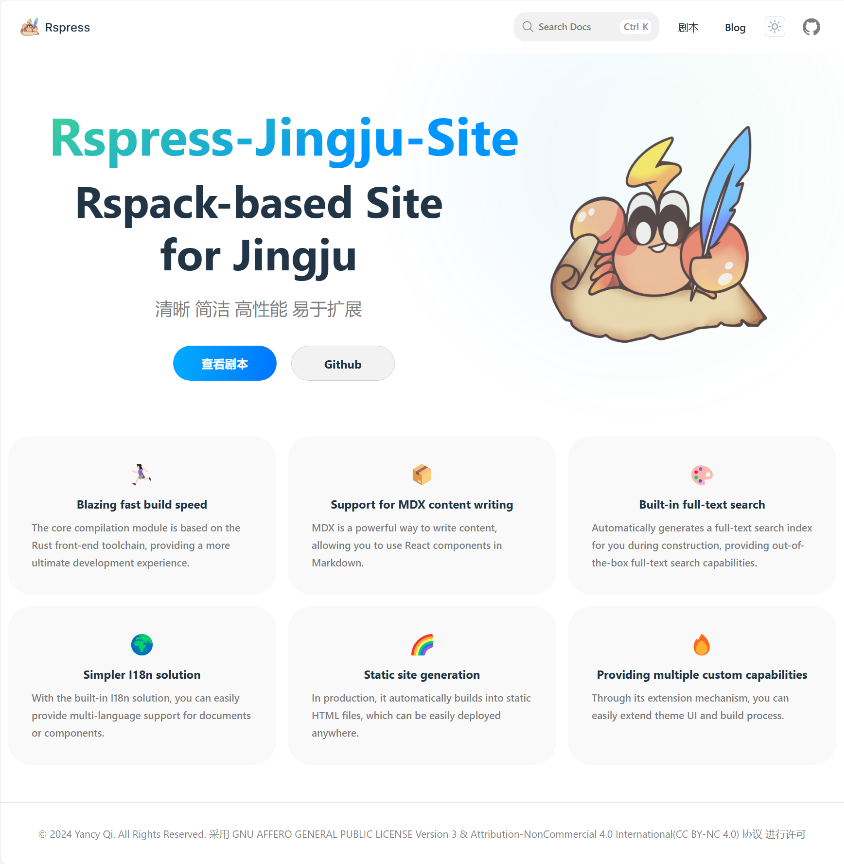 Rspress
Search Docs Ctrl K 剧本 Blog
Rspress-Jingju-Site
Rspack-based Site
for Jingju
清晰 简洁 高性能 易于扩展
查看剧本 Github
Blazing fast build speed
The core compilation module is based on the
Rust front-end toolchain, providing a more
ultimate development experience.
Support for MDX content writing
MDX is a powerful way to write content,
allowing you to use React components in
Markdown.
Built-in full-text search
Automatically generates a full-text search index
for you during construction, providing out-of-
the-box full-text search capabilities.
Simpler I18n solution
With the built-in I18n solution, you can easily
provide multi-language support for documents
or components.
Static site generation
In production, it automatically builds into static
HTML files, which can be easily deployed
anywhere.
Providing multiple custom capabilities
Through its extension mechanism, you can
easily extend theme UI and build process.
© 2024 Yancy Qi. All Rights Reserved. 采用 GNU AFFERO GENERAL PUBLIC LICENSE Version 3 & Attribution-NonCommercial 4.0 International(CC BY-NC 4.0) 协议 进行许可